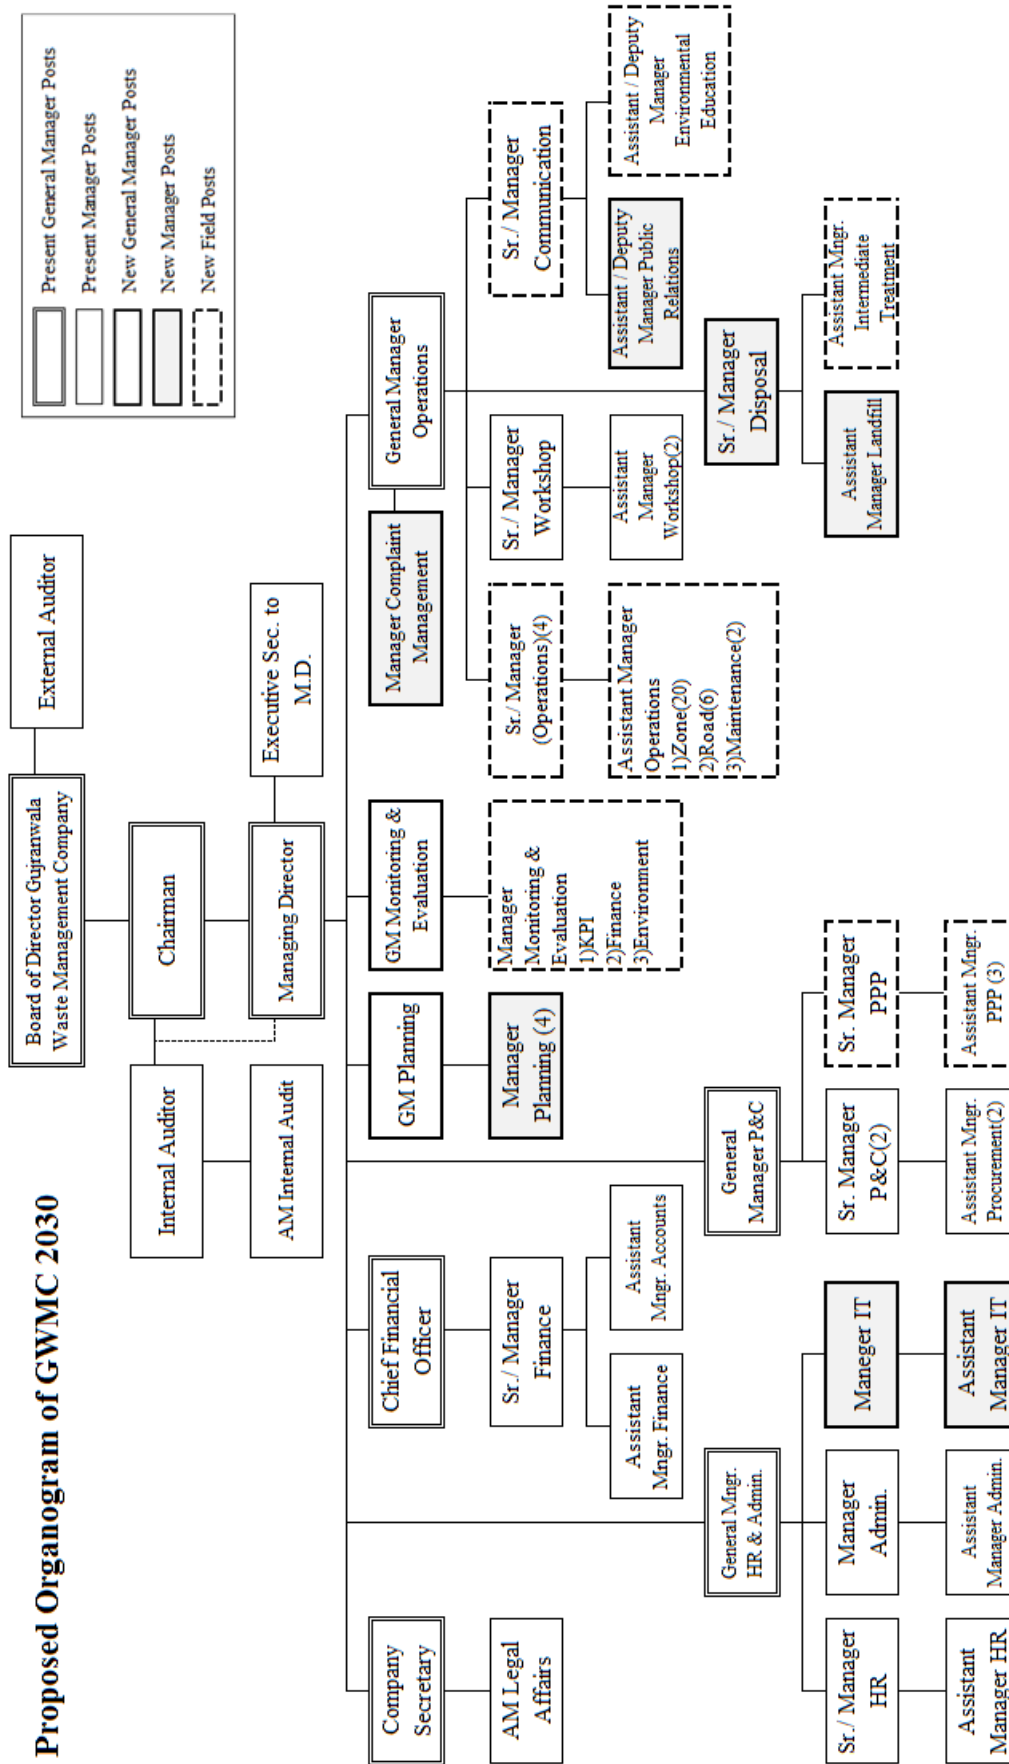 Proposed Organogram of GWMC 2030
Board of Director Gujranwala
Waste Management Company
External Auditor
Present General Manager Posts
Present Manager Posts
New General Manager Posts
New Manager Posts
New Field Posts
Internal Auditor
Chairman
AM Internal Audit
Managing Director
Executive Sec. to
M.D.
Company
Secretary
Chief Financial
Officer
GM Planning
GM Monitoring &
Evaluation
Manager Complaint
Management
General Manager
Operations
AM Legal
Affairs
Sr./ Manager
Finance
Manager
Planning (4)
Manager
Monitoring &
Evaluation
1)KPI
2)Finance
3)Environment
Sr./ Manager
(Operations)(4)
Sr./ Manager
Workshop
Sr./ Manager
Communication
Assistant
Mngr. Finance
Assistant
Mngr. Accounts
Assistant Manager
Operations
1)Zone(20)
2)Road(6)
3)Maintenance(2)
Assistant
Manager
Workshop(2)
Assistant / Deputy
Manager Public
Relations
Assistant / Deputy
Manager
Environmental
Education
General Mngr.
HR & Admin.
General
Manager P&C
Sr./ Manager
Disposal
Sr./ Manager
HR
Manager
Admin.
Maneger IT
Sr. Manager
P&C(2)
Sr. Manager
PPP
Assistant
Manager Landfill
Assistant Mngr.
Intermediate
Treatment
Assistant
Manager HR
Assistant
Manager Admin.
Assistant
Manager IT
Assistant Mngr.
Procurement(2)
Assistant Mngr.
PPP (3)